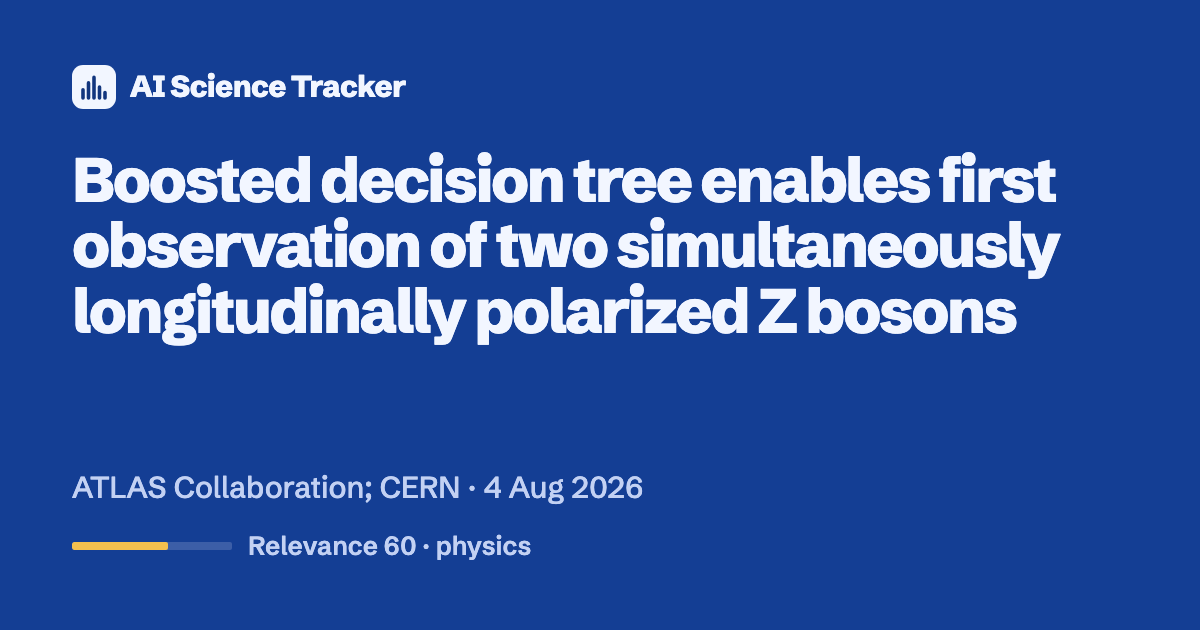 AI Science Tracker
Boosted decision tree enables first
observation of two simultaneously
longitudinally polarized Z bosons
ATLAS Collaboration; CERN · 4 Aug 2026
Relevance 60 · physics